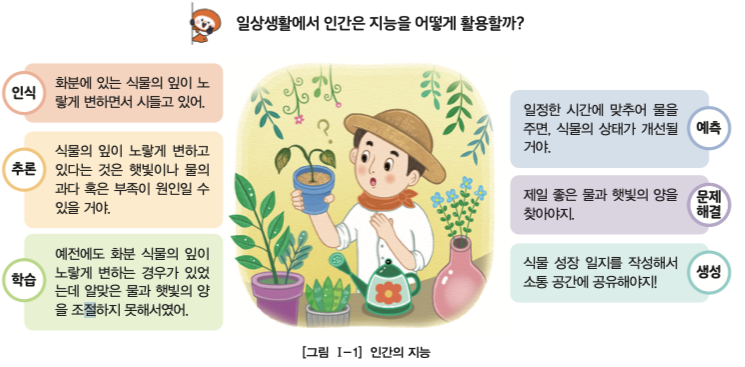 일상생활에서 인간은 지능을 어떻게 활용할까?
인식
화분에 있는 식물의 잎이 노
랗게 변하면서 시들고 있어.
추론
식물의 잎이 노랗게 변하고
있다는 것은 햇빛이나 물의
과다 혹은 부족이 원인일 수
있을 거야.
학습
예전에도 화분 식물의 잎이
노랗게 변하는 경우가 있었
는데 알맞은 물과 햇빛의 양
을 조절하지 못해서였어.
?
일정한 시간에 맞추어 물을
주면, 식물의 상태가 개선될
거야.
예측
제일 좋은 물과 햇빛의 양을
찾아야지.
문제
해결
식물 성장 일지를 작성해서
소통 공간에 공유해야지!
생성
[그림 Ⅰ-1] 인간의 지능